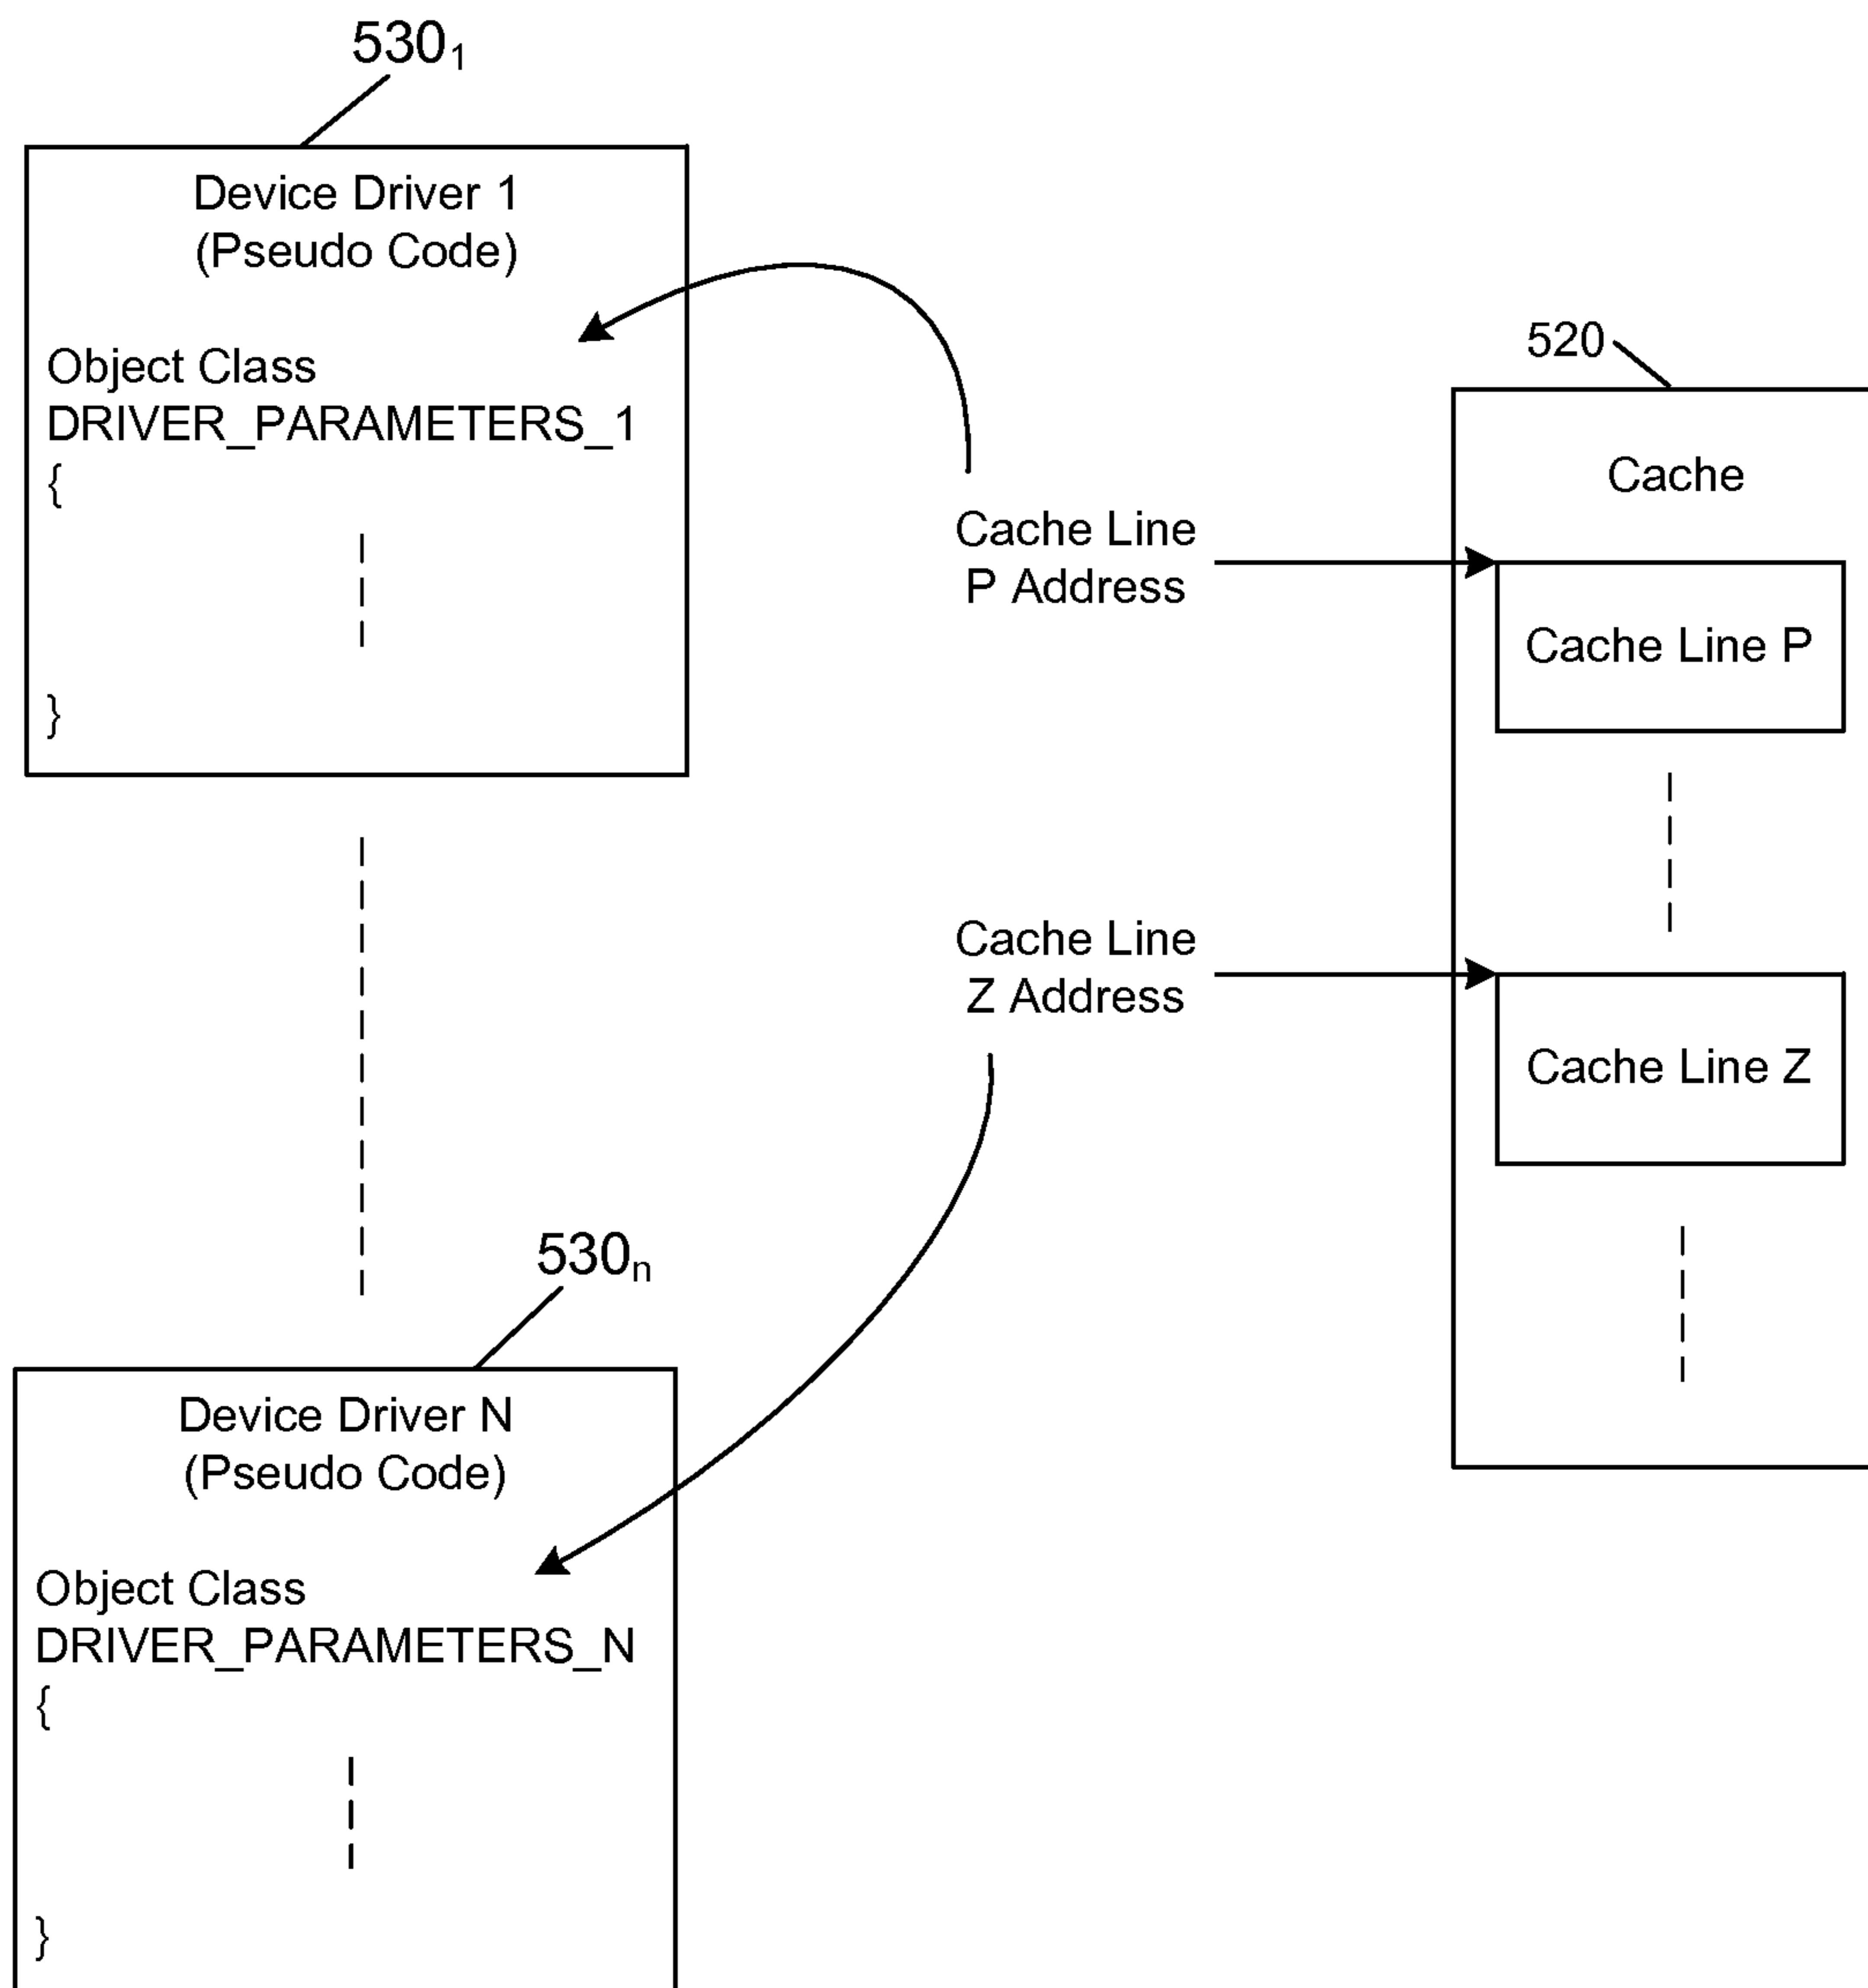 530₁
Device Driver 1
(Pseudo Code)
Object Class
DRIVER_PARAMETERS_1
{
}
Cache Line
P Address
520
Cache
Cache Line P
Cache Line
Z Address
Cache Line Z
530ₙ
Device Driver N
(Pseudo Code)
Object Class
DRIVER_PARAMETERS_N
{
}